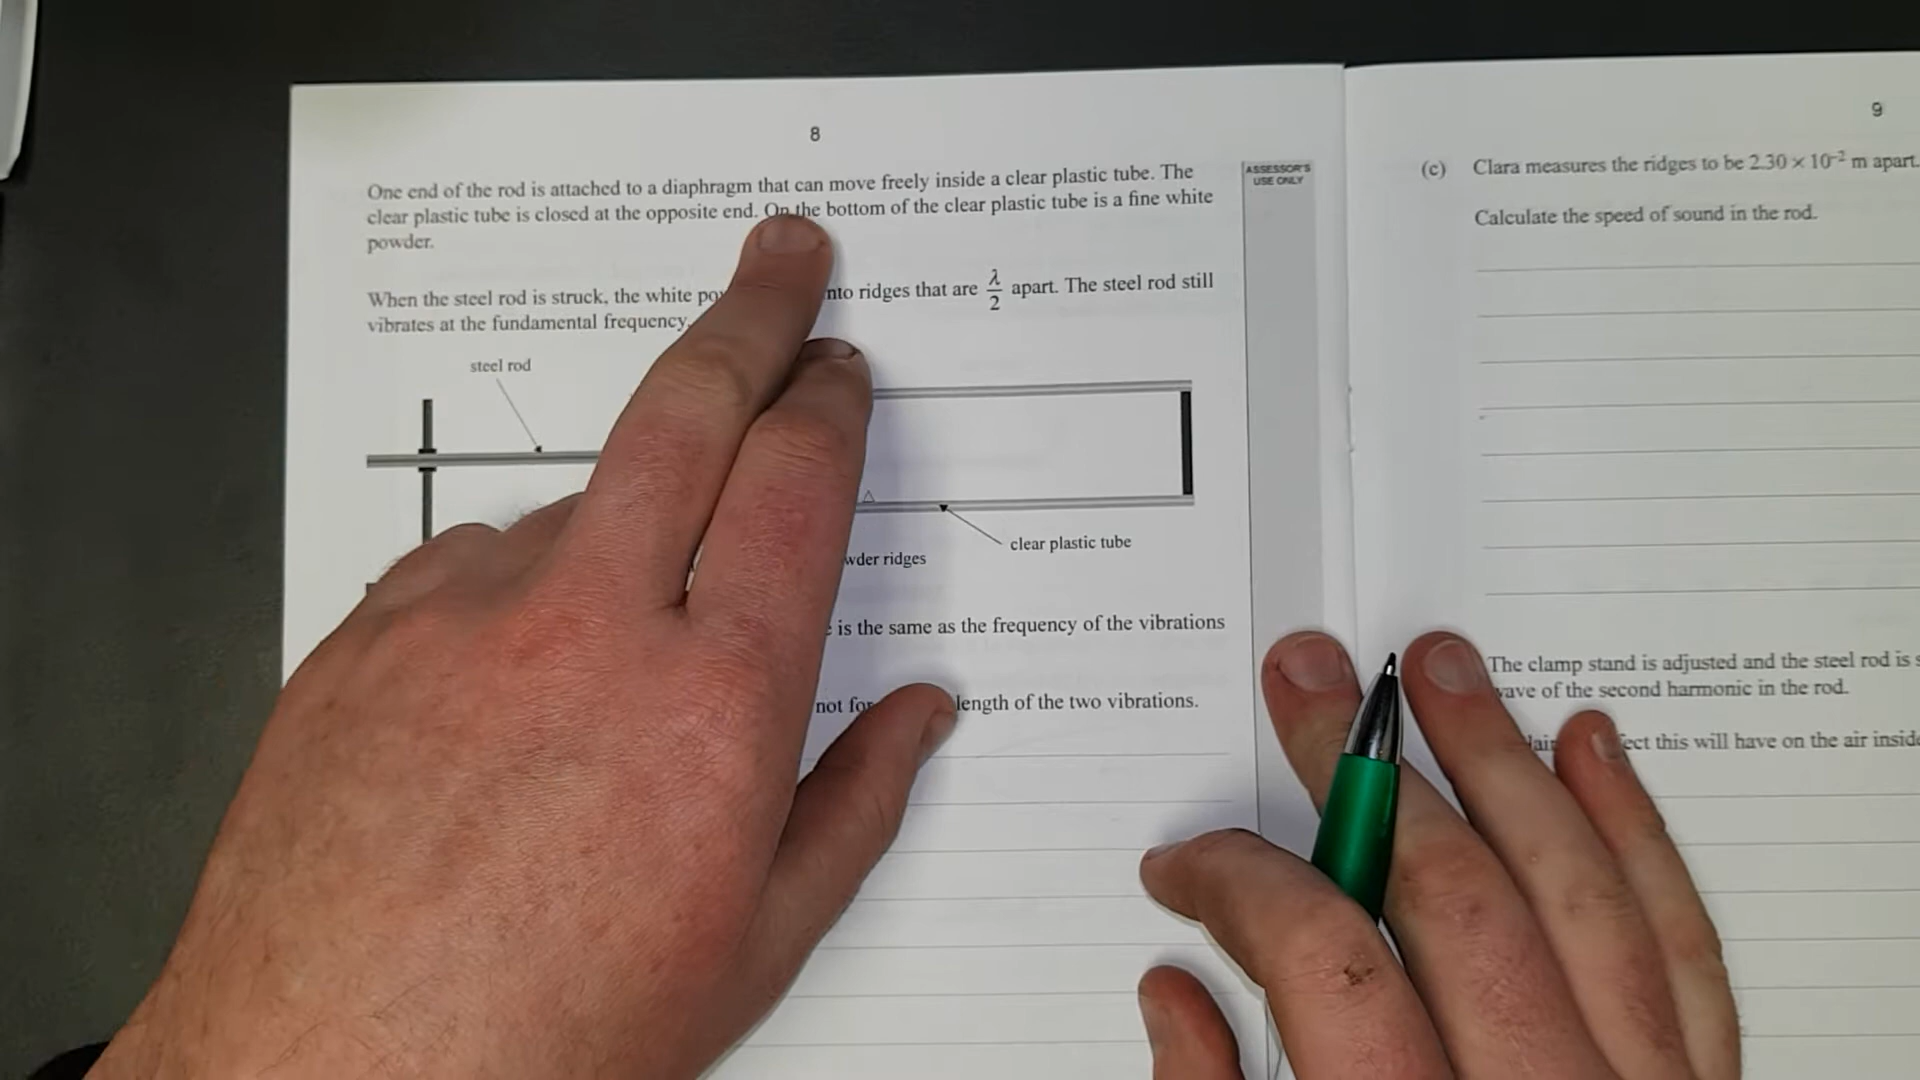 8
One end of the rod is attached to a diaphragm that can move freely inside a clear plastic tube. The
clear plastic tube is closed at the opposite end. On the bottom of the clear plastic tube is a fine white
powder.
When the steel rod is struck, the white nto ridges that are λ/2 apart. The steel rod still
vibrates at the fundamental frequency.
steel rod
clear plastic tube
wder ridges
is the same as the frequency of the vibrations
not for length of the two vibrations.
ASSESSOR'S
USE ONLY
9
(c) Clara measures the ridges to be 2.30 × 10⁻² m apart.
Calculate the speed of sound in the rod.
The clamp stand is adjusted and the steel rod is s
wave of the second harmonic in the rod.
this will have on the air inside